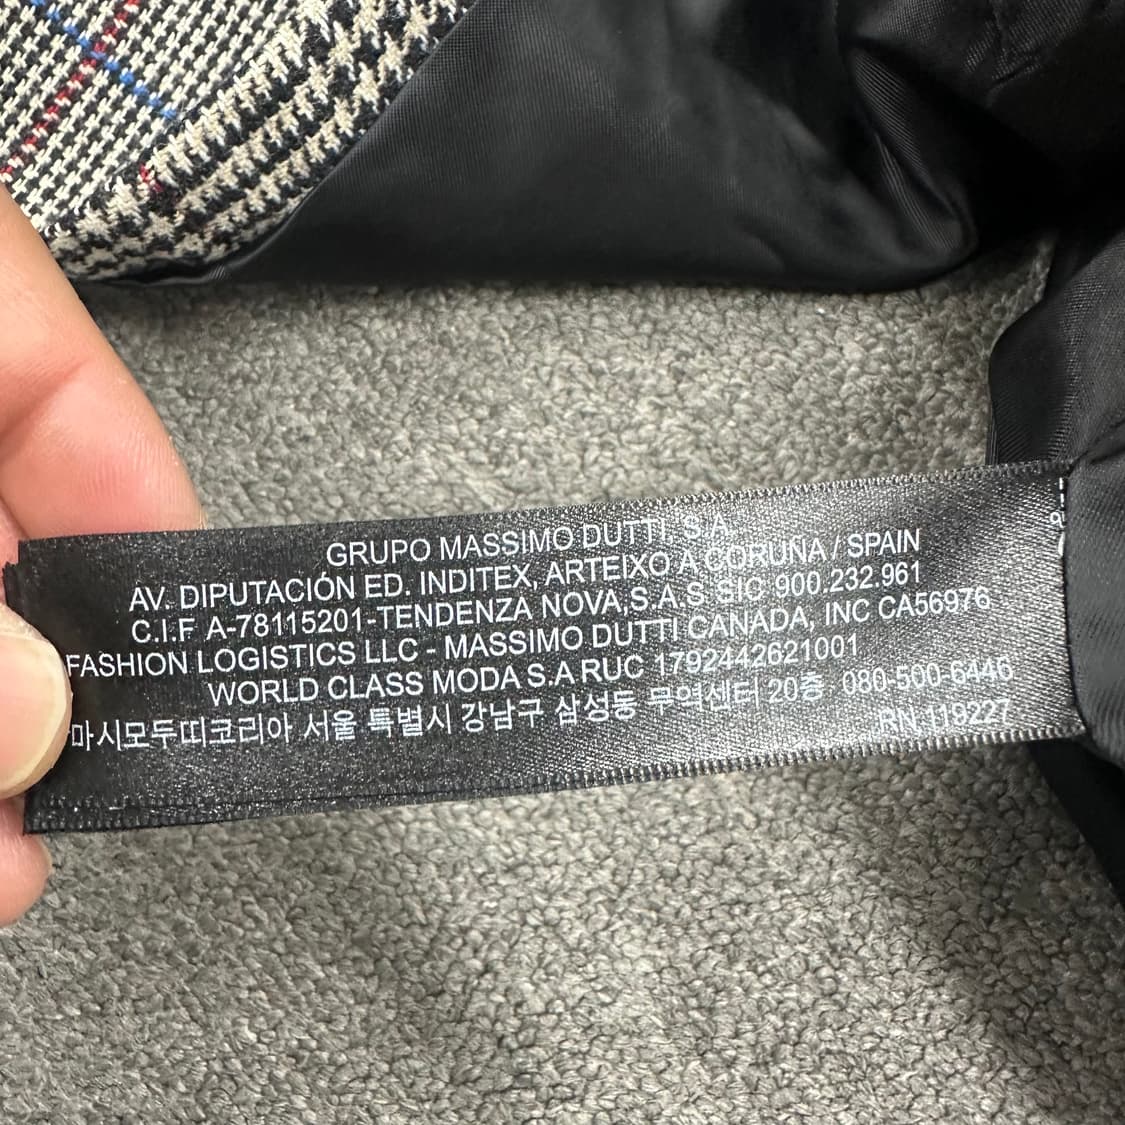 GRUPO MASSIMO DUTTI, S.A.
AV. DIPUTACIÓN ED. INDITEX, ARTEIXO A CORUÑA / SPAIN
C.I.F A-78115201-TENDENZA NOVA,S.A.S SIC 900.232.961
FASHION LOGISTICS LLC - MASSIMO DUTTI CANADA, INC CA56976
WORLD CLASS MODA S.A RUC 1792442621001
마시모두띠코리아 서울 특별시 강남구 삼성동 무역센터 20층 080-500-6446
RN 119227